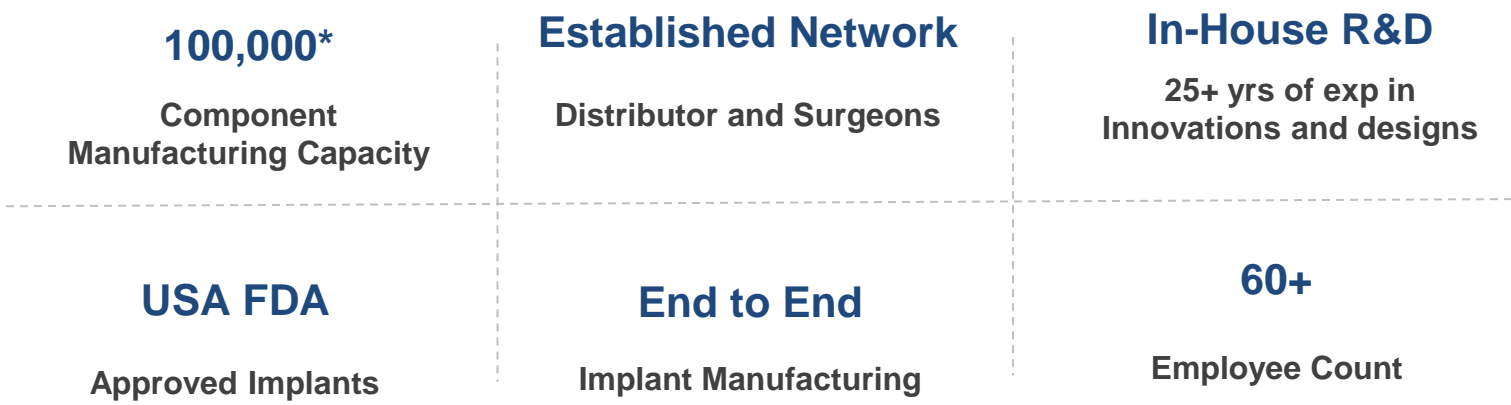 100,000*
Component
Manufacturing Capacity
Established Network
Distributor and Surgeons
In-House R&D
25+ yrs of exp in
Innovations and designs
USA FDA
Approved Implants
End to End
Implant Manufacturing
60+
Employee Count